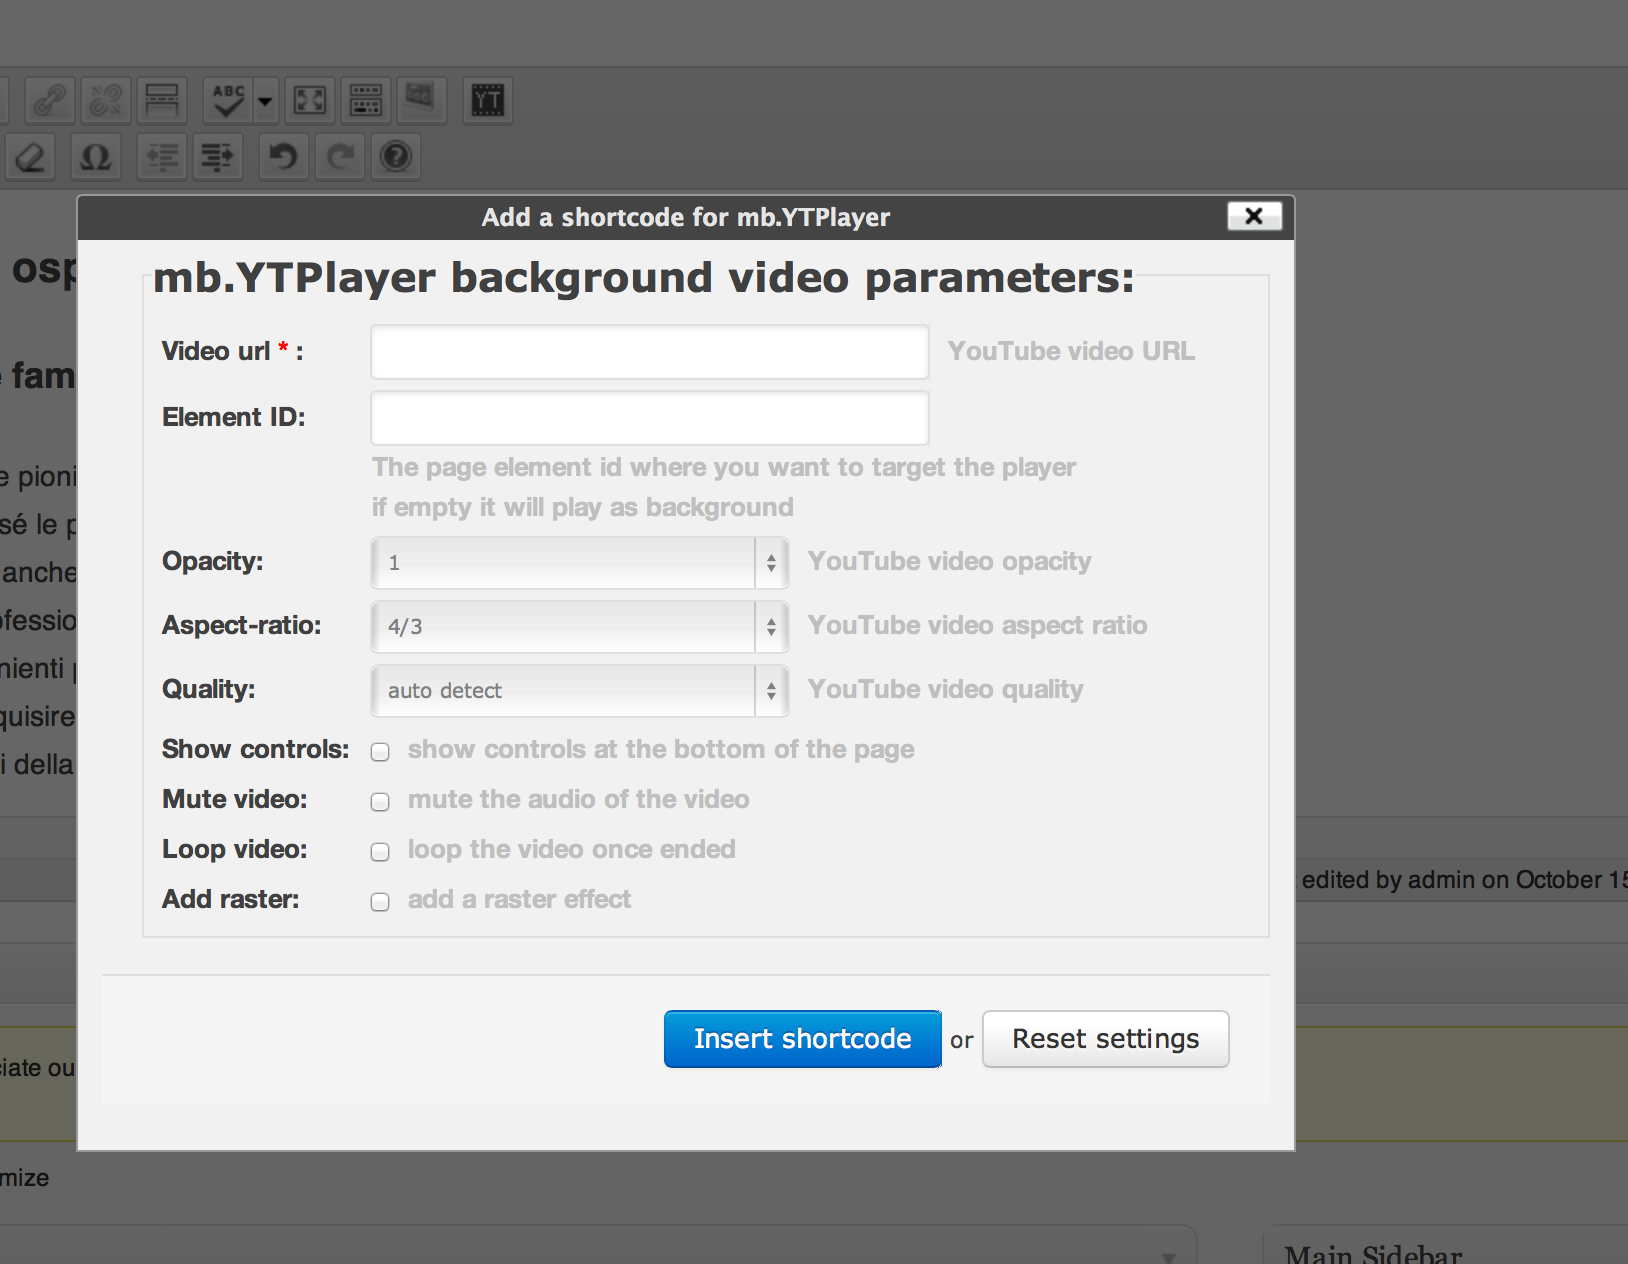 ABC
YT
Ω
?
Add a shortcode for mb.YTPlayer
mb.YTPlayer background video parameters:
Video url * :
YouTube video URL
Element ID:
The page element id where you want to target the player
if empty it will play as background
Opacity:
1
YouTube video opacity
Aspect-ratio:
4/3
YouTube video aspect ratio
Quality:
auto detect
YouTube video quality
Show controls:
show controls at the bottom of the page
Mute video:
mute the audio of the video
Loop video:
loop the video once ended
Add raster:
add a raster effect
Insert shortcode or Reset settings
osp
fam
e pioni
sé le p
anche
ofessio
nienti p
quisire
i della
edited by admin on October 15
ciate ou
mize
Main Sidebar